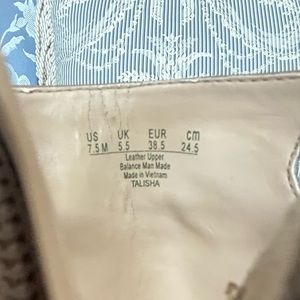 US UK EUR cm
7.5 M 5.5 38.5 24.5
Leather Upper
Balance Man Made
Made in Vietnam
TALISHA